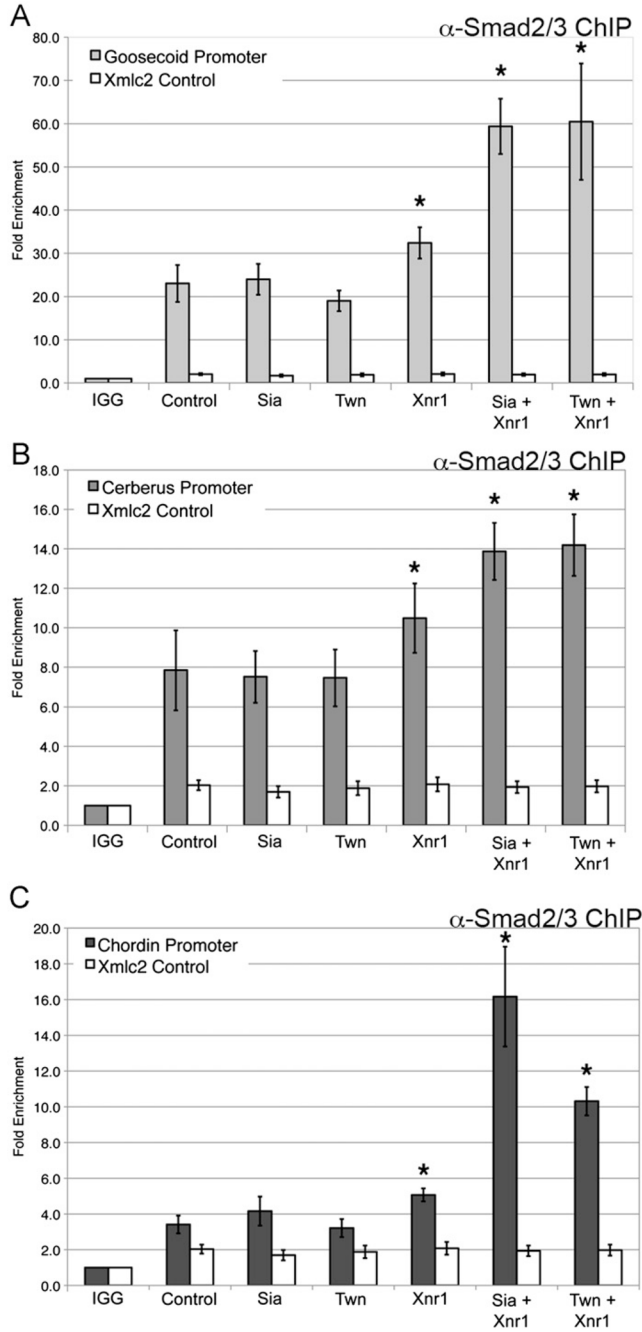 A
α-Smad2/3 ChIP
80.0
70.0
60.0
50.0
40.0
30.0
20.0
10.0
0.0
Fold Enrichment
Goosecoid Promoter
Xmlc2 Control
*
*
*
IGG Control Sia Twn Xnr1 Sia + Xnr1 Twn + Xnr1
B
α-Smad2/3 ChIP
18.0
16.0
14.0
12.0
10.0
8.0
6.0
4.0
2.0
0.0
Fold Enrichment
Cerberus Promoter
Xmlc2 Control
*
*
*
IGG Control Sia Twn Xnr1 Sia + Xnr1 Twn + Xnr1
C
α-Smad2/3 ChIP
20.0
18.0
16.0
14.0
12.0
10.0
8.0
6.0
4.0
2.0
0.0
Fold Enrichment
Chordin Promoter
Xmlc2 Control
*
*
*
IGG Control Sia Twn Xnr1 Sia + Xnr1 Twn + Xnr1